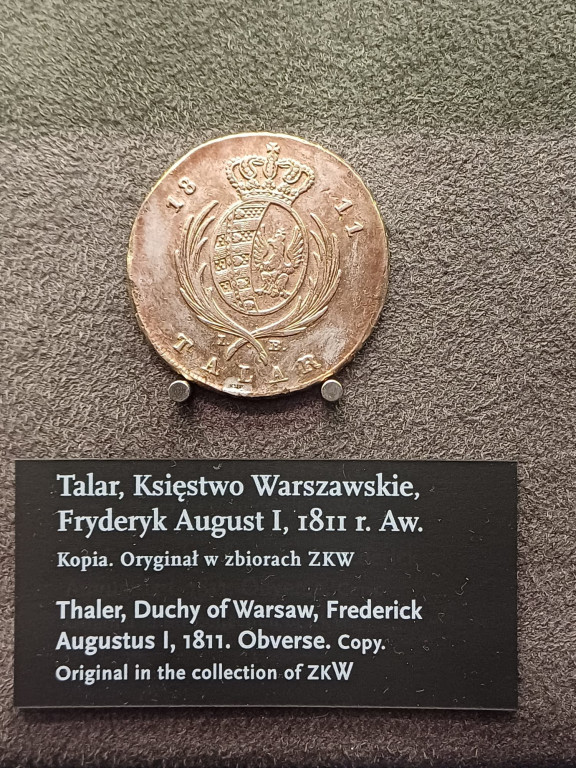 18 11
I. B.
TALAR
Talar, Księstwo Warszawskie,
Fryderyk August I, 1811 r. Aw.
Kopia. Oryginał w zbiorach ZKW
Thaler, Duchy of Warsaw, Frederick
Augustus I, 1811. Obverse. Copy.
Original in the collection of ZKW